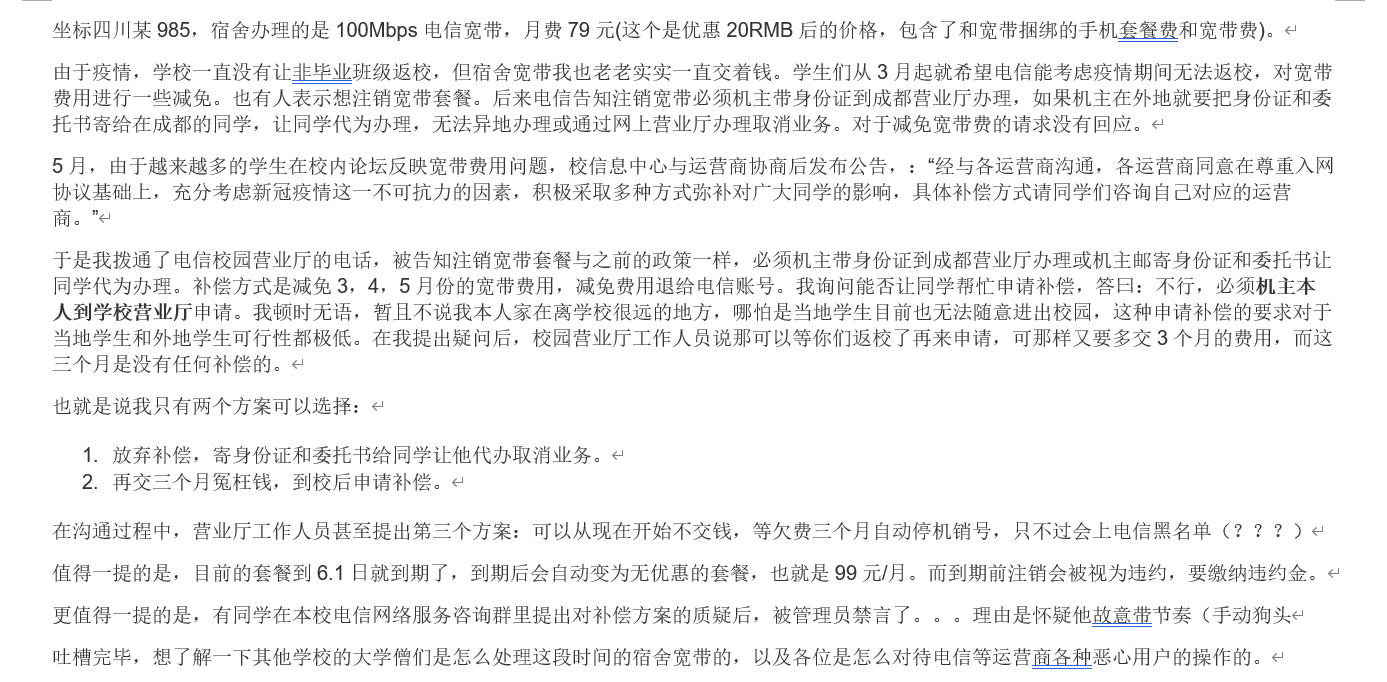 坐标四川某 985，宿舍办理的是 100Mbps 电信宽带，月费 79 元(这个是优惠 20RMB 后的价格，包含了和宽带捆绑的手机套餐费和宽带费)。
由于疫情，学校一直没有让非毕业班级返校，但宿舍宽带我也老老实实一直交着钱。学生们从 3 月起就希望电信能考虑疫情期间无法返校，对宽带
费用进行一些减免。也有人表示想注销宽带套餐。后来电信告知注销宽带必须机主带身份证到成都营业厅办理，如果机主在外地就要把身份证和委
托书寄给在成都的同学，让同学代为办理，无法异地办理或通过网上营业厅办理取消业务。对于减免宽带费的请求没有回应。
5 月，由于越来越多的学生在校内论坛反映宽带费用问题，校信息中心与运营商协商后发布公告，：“经与各运营商沟通，各运营商同意在尊重入网
协议基础上，充分考虑新冠疫情这一不可抗力的因素，积极采取多种方式弥补对广大同学的影响，具体补偿方式请同学们咨询自己对应的运营
商。”
于是我拨通了电信校园营业厅的电话，被告知注销宽带套餐与之前的政策一样，必须机主带身份证到成都营业厅办理或机主邮寄身份证和委托书让
同学代为办理。补偿方式是减免 3，4，5 月份的宽带费用，减免费用退给电信账号。我询问能否让同学帮忙申请补偿，答曰：不行，必须机主本
人到学校营业厅申请。我顿时无语，暂且不说我本人家在离学校很远的地方，哪怕是当地学生目前也无法随意进出校园，这种申请补偿的要求对于
当地学生和外地学生可行性都极低。在我提出疑问后，校园营业厅工作人员说那可以等你们返校了再来申请，可那样又要多交 3 个月的费用，而这
三个月是没有任何补偿的。
也就是说我只有两个方案可以选择：
1. 放弃补偿，寄身份证和委托书给同学让他代办取消业务。
2. 再交三个月冤枉钱，到校后申请补偿。
在沟通过程中，营业厅工作人员甚至提出第三个方案：可以从现在开始不交钱，等欠费三个月自动停机销号，只不过会上电信黑名单（？？？）
值得一提的是，目前的套餐到 6.1 日就到期了，到期后会自动变为无优惠的套餐，也就是 99 元/月。而到期前注销会被视为违约，要缴纳违约金。
更值得一提的是，有同学在本校电信网络服务咨询群里提出对补偿方案的质疑后，被管理员禁言了。。。理由是怀疑他故意带节奏（手动狗头
吐槽完毕，想了解一下其他学校的大学僧们是怎么处理这段时间的宿舍宽带的，以及各位是怎么对待电信等运营商各种恶心用户的操作的。